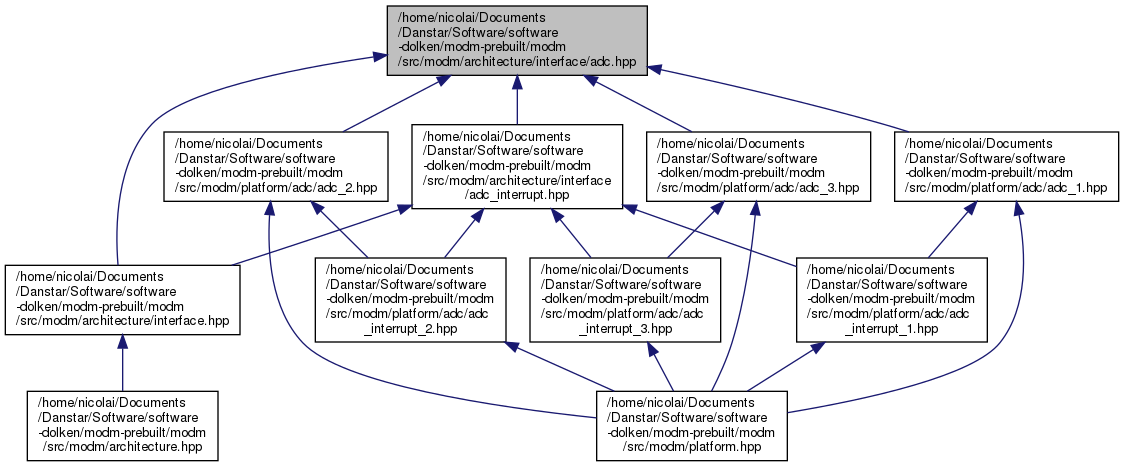 /home/nicolai/Documents
/Danstar/Software/software
-dolken/modm-prebuilt/modm
/src/modm/architecture/interface/adc.hpp
/home/nicolai/Documents
/Danstar/Software/software
-dolken/modm-prebuilt/modm
/src/modm/platform/adc/adc_2.hpp
/home/nicolai/Documents
/Danstar/Software/software
-dolken/modm-prebuilt/modm
/src/modm/architecture/interface
/adc_interrupt.hpp
/home/nicolai/Documents
/Danstar/Software/software
-dolken/modm-prebuilt/modm
/src/modm/platform/adc/adc_3.hpp
/home/nicolai/Documents
/Danstar/Software/software
-dolken/modm-prebuilt/modm
/src/modm/platform/adc/adc_1.hpp
/home/nicolai/Documents
/Danstar/Software/software
-dolken/modm-prebuilt/modm
/src/modm/architecture/interface.hpp
/home/nicolai/Documents
/Danstar/Software/software
-dolken/modm-prebuilt/modm
/src/modm/platform/adc/adc
_interrupt_2.hpp
/home/nicolai/Documents
/Danstar/Software/software
-dolken/modm-prebuilt/modm
/src/modm/platform/adc/adc
_interrupt_3.hpp
/home/nicolai/Documents
/Danstar/Software/software
-dolken/modm-prebuilt/modm
/src/modm/platform/adc/adc
_interrupt_1.hpp
/home/nicolai/Documents
/Danstar/Software/software
-dolken/modm-prebuilt/modm
/src/modm/architecture.hpp
/home/nicolai/Documents
/Danstar/Software/software
-dolken/modm-prebuilt/modm
/src/modm/platform.hpp